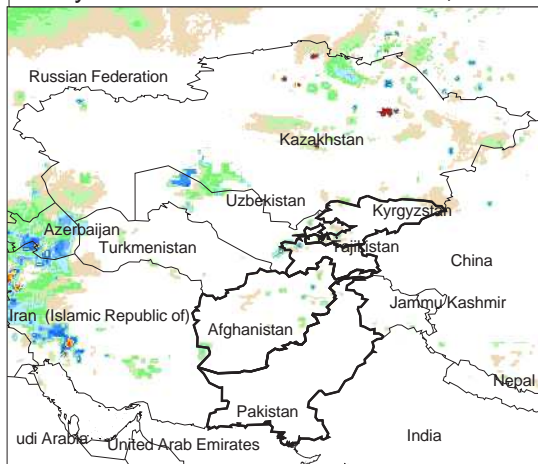 Russian Federation
Kazakhstan
Uzbekistan
Kyrgyzstan
Azerbaijan
Turkmenistan
Tajikistan
China
Jammu/Kashmir
Iran (Islamic Republic of)
Afghanistan
Nepal
Pakistan
udi Arabia
United Arab Emirates
India